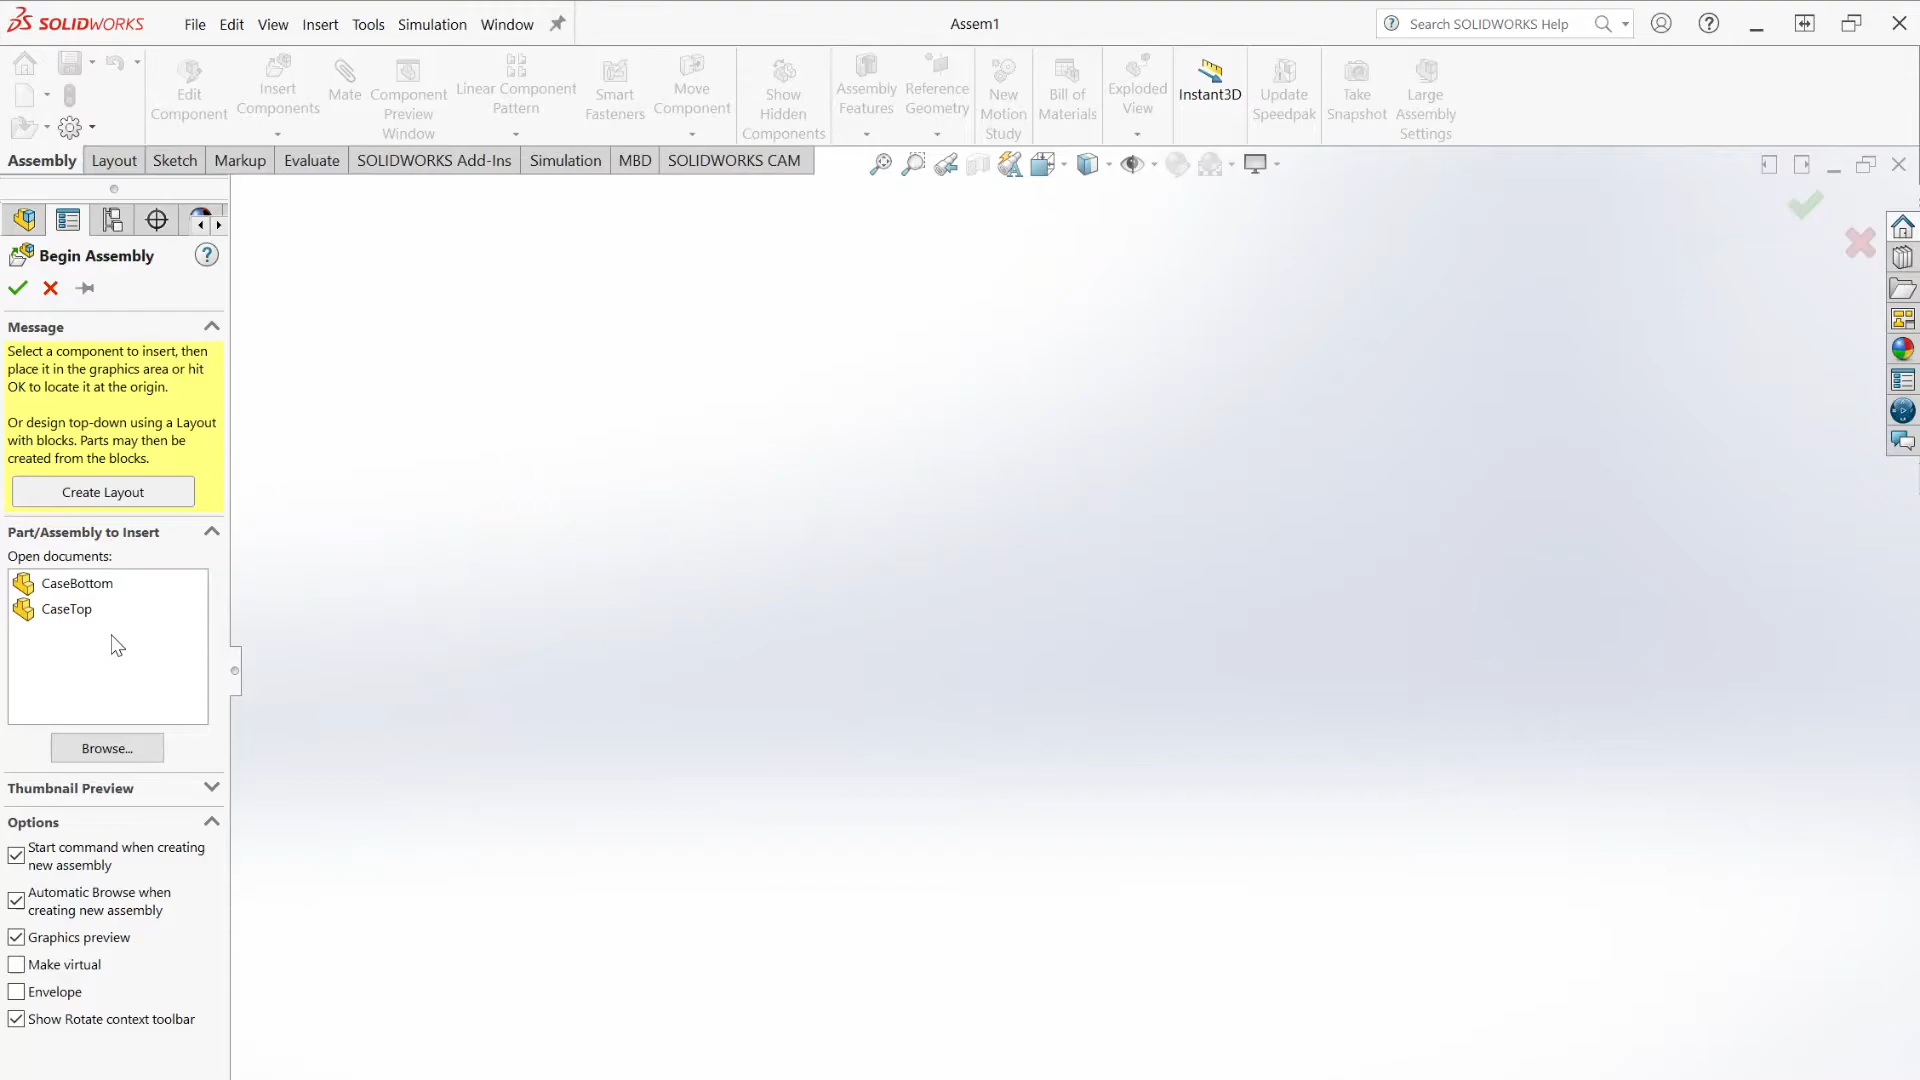 SOLIDWORKS
File Edit View Insert Tools Simulation Window
Assem1
Search SOLIDWORKS Help
Edit
Component
Insert
Components
Mate
Component
Preview
Window
Linear Component
Pattern
Smart
Fasteners
Move
Component
Show
Hidden
Components
Assembly
Features
Reference
Geometry
New
Motion
Study
Bill of
Materials
Exploded
View
Instant3D
Update
Speedpak
Take
Snapshot
Large
Assembly
Settings
Assembly Layout Sketch Markup Evaluate SOLIDWORKS Add-Ins Simulation MBD SOLIDWORKS CAM
Begin Assembly
Message
Select a component to insert, then
place it in the graphics area or hit
OK to locate it at the origin.
Or design top-down using a Layout
with blocks. Parts may then be
created from the blocks.
Create Layout
Part/Assembly to Insert
Open documents:
CaseBottom
CaseTop
Browse...
Thumbnail Preview
Options
Start command when creating
new assembly
Automatic Browse when
creating new assembly
Graphics preview
Make virtual
Envelope
Show Rotate context toolbar